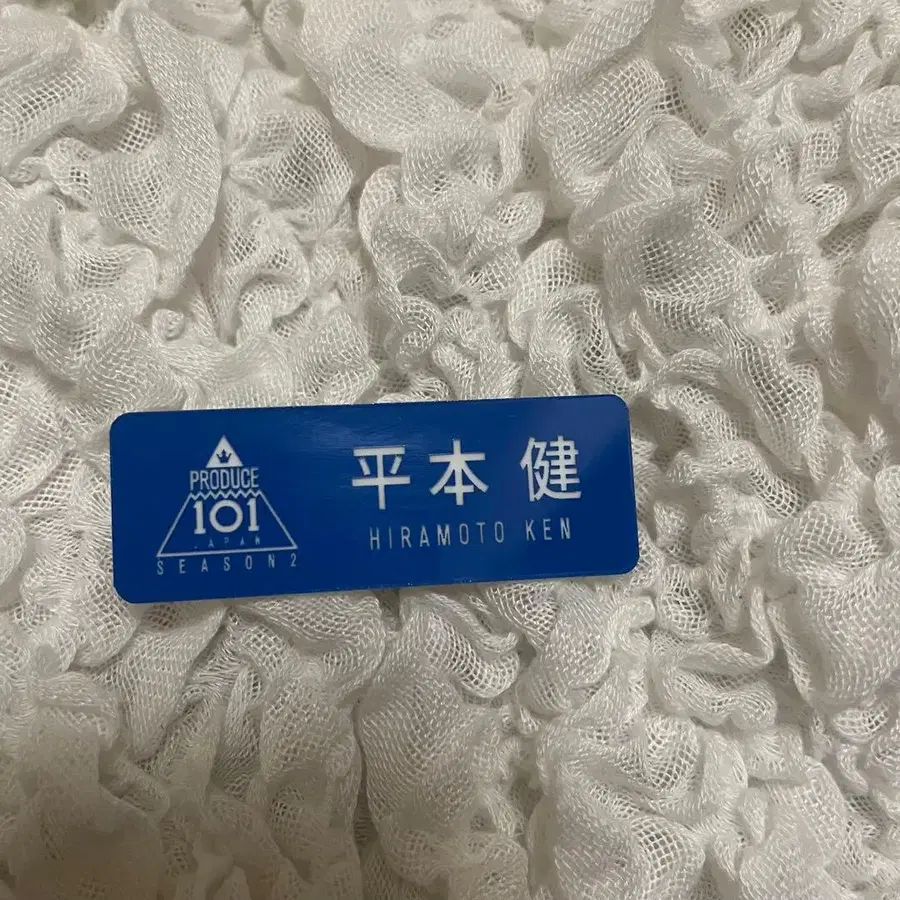 PRODUCE
101
JAPAN
SEASON2
平本 健
HIRAMOTO KEN